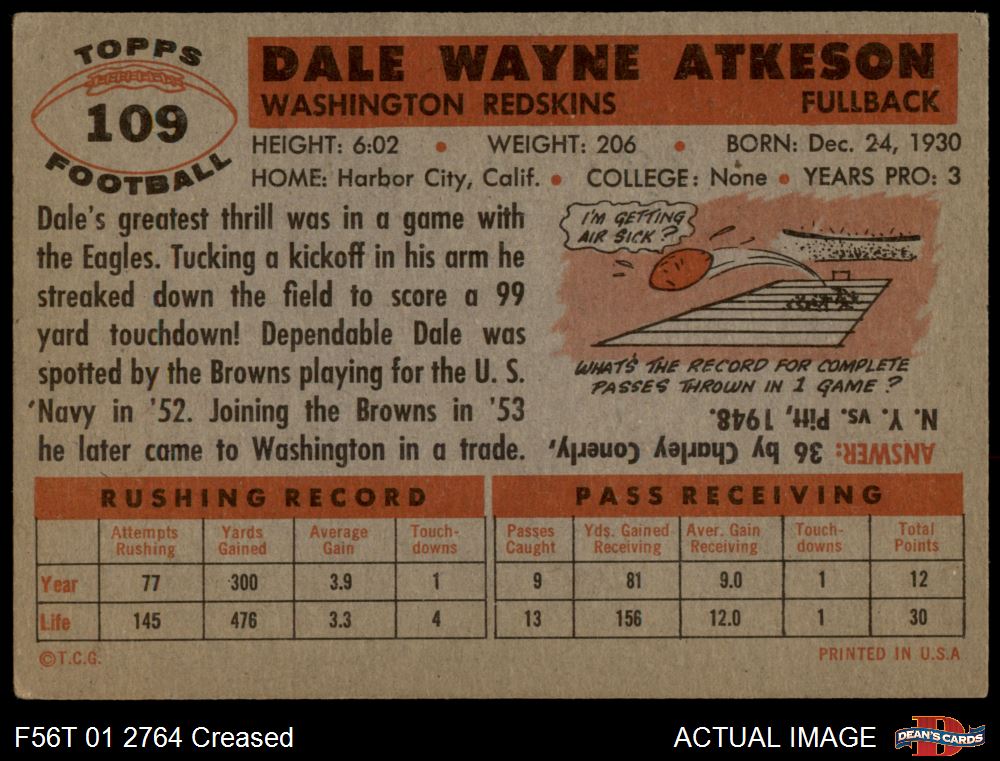 TOPPS
109
FOOTBALL
DALE WAYNE ATKESON
WASHINGTON REDSKINS FULLBACK
HEIGHT: 6:02 • WEIGHT: 206 • BORN: Dec. 24, 1930
HOME: Harbor City, Calif. • COLLEGE: None • YEARS PRO: 3
Dale's greatest thrill was in a game with
the Eagles. Tucking a kickoff in his arm he
streaked down the field to score a 99
yard touchdown! Dependable Dale was
spotted by the Browns playing for the U. S.
Navy in '52. Joining the Browns in '53
he later came to Washington in a trade.
I'M GETTING
AIR SICK?
WHAT'S THE RECORD FOR COMPLETE
PASSES THROWN IN 1 GAME?
ANSWER: 36 by Charley Conerly,
N. Y. vs. Pitt, 1948.
RUSHING RECORD
Attempts Rushing Yards Gained Average Gain Touch-downs
Year 77 300 3.9 1
Life 145 476 3.3 4
PASS RECEIVING
Passes Caught Yds. Gained Receiving Aver. Gain Receiving Touch-downs Total Points
9 81 9.0 1 12
13 156 12.0 1 30
©T.C.G. PRINTED IN U.S.A
F56T 01 2764 Creased ACTUAL IMAGE DEAN'S CARDS